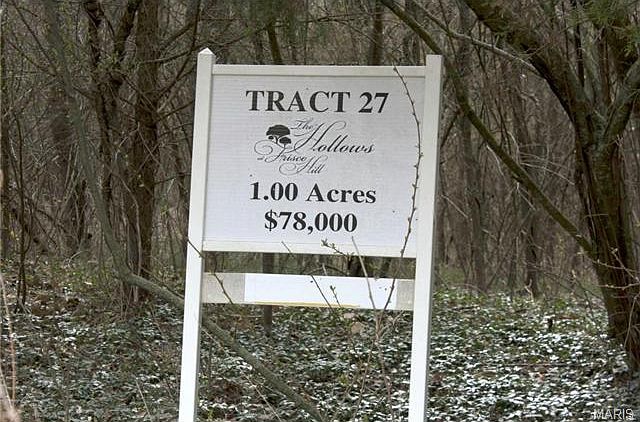 TRACT 27
The
Hollows
at Frisco
Hill
1.00 Acres
$78,000
MARIS